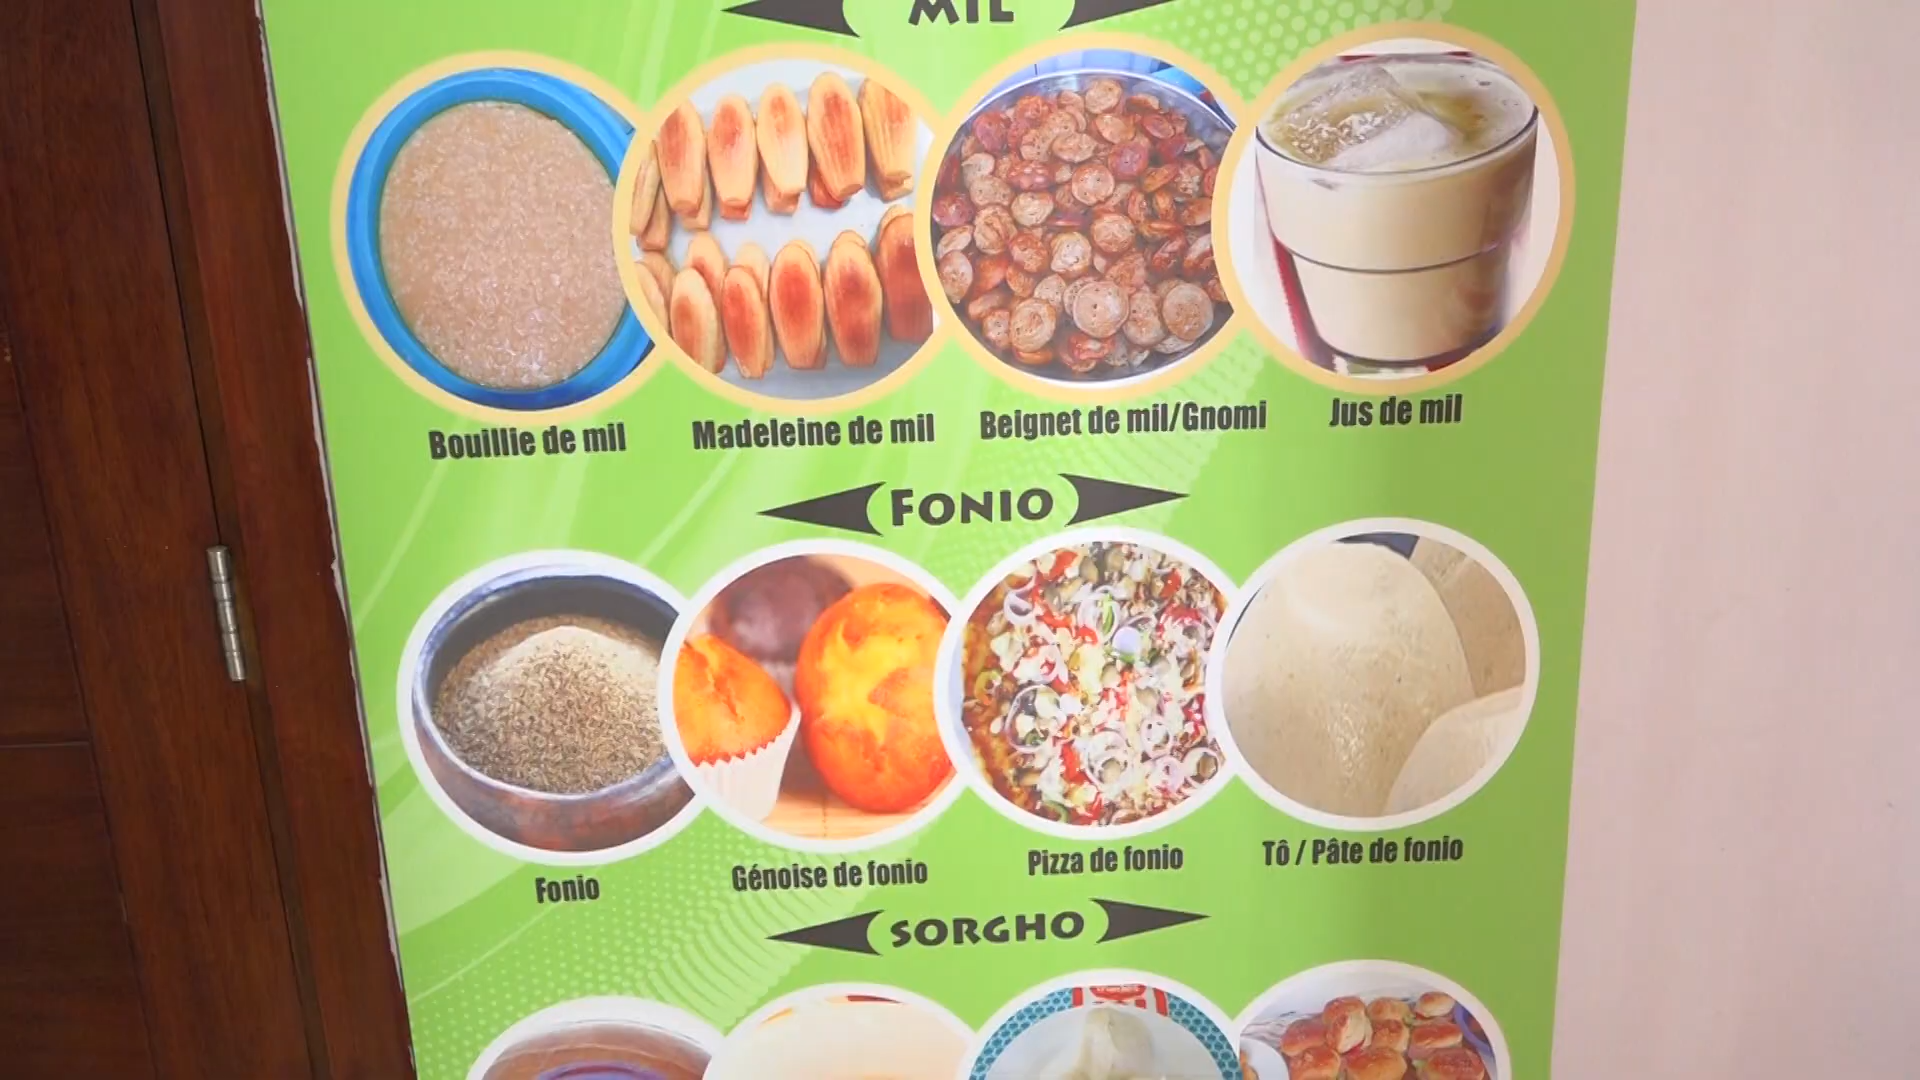 MIL
Bouillie de mil
Madeleine de mil
Beignet de mil/Gnomi
Jus de mil
FONIO
Fonio
Génoise de fonio
Pizza de fonio
Tô / Pâte de fonio
SORGHO